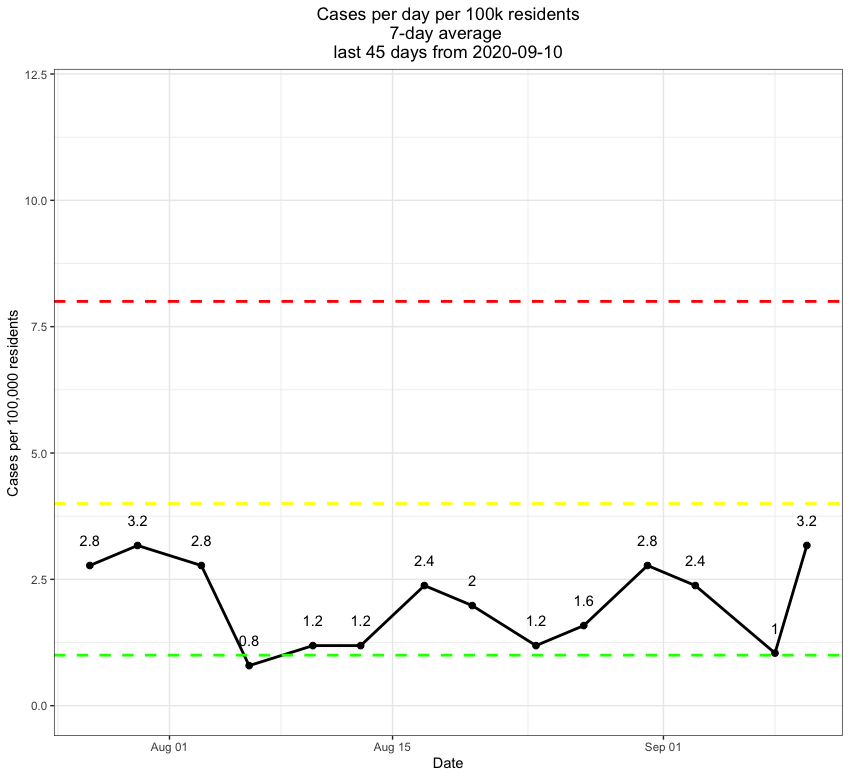 Cases per day per 100k residents
7-day average
last 45 days from 2020-09-10
12.5
10.0
7.5
5.0
2.5
0.0
Cases per 100,000 residents
2.8
3.2
2.8
0.8
1.2
1.2
2.4
2
1.2
1.6
2.8
2.4
1
3.2
Aug 01
Aug 15
Sep 01
Date